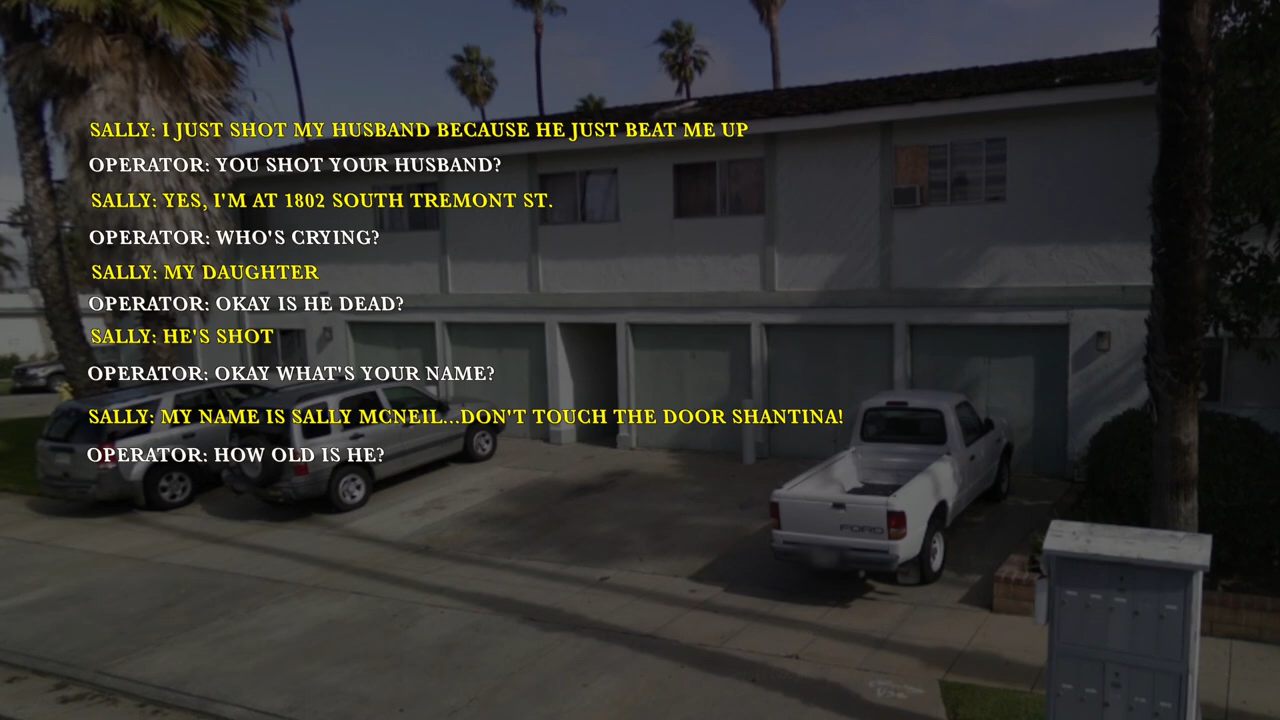 SALLY: I JUST SHOT MY HUSBAND BECAUSE HE JUST BEAT ME UP
OPERATOR: YOU SHOT YOUR HUSBAND?
SALLY: YES, I'M AT 1802 SOUTH TREMONT ST.
OPERATOR: WHO'S CRYING?
SALLY: MY DAUGHTER
OPERATOR: OKAY IS HE DEAD?
SALLY: HE'S SHOT
OPERATOR: OKAY WHAT'S YOUR NAME?
SALLY: MY NAME IS SALLY MCNEIL...DON'T TOUCH THE DOOR SHANTINA!
OPERATOR: HOW OLD IS HE?
FORD